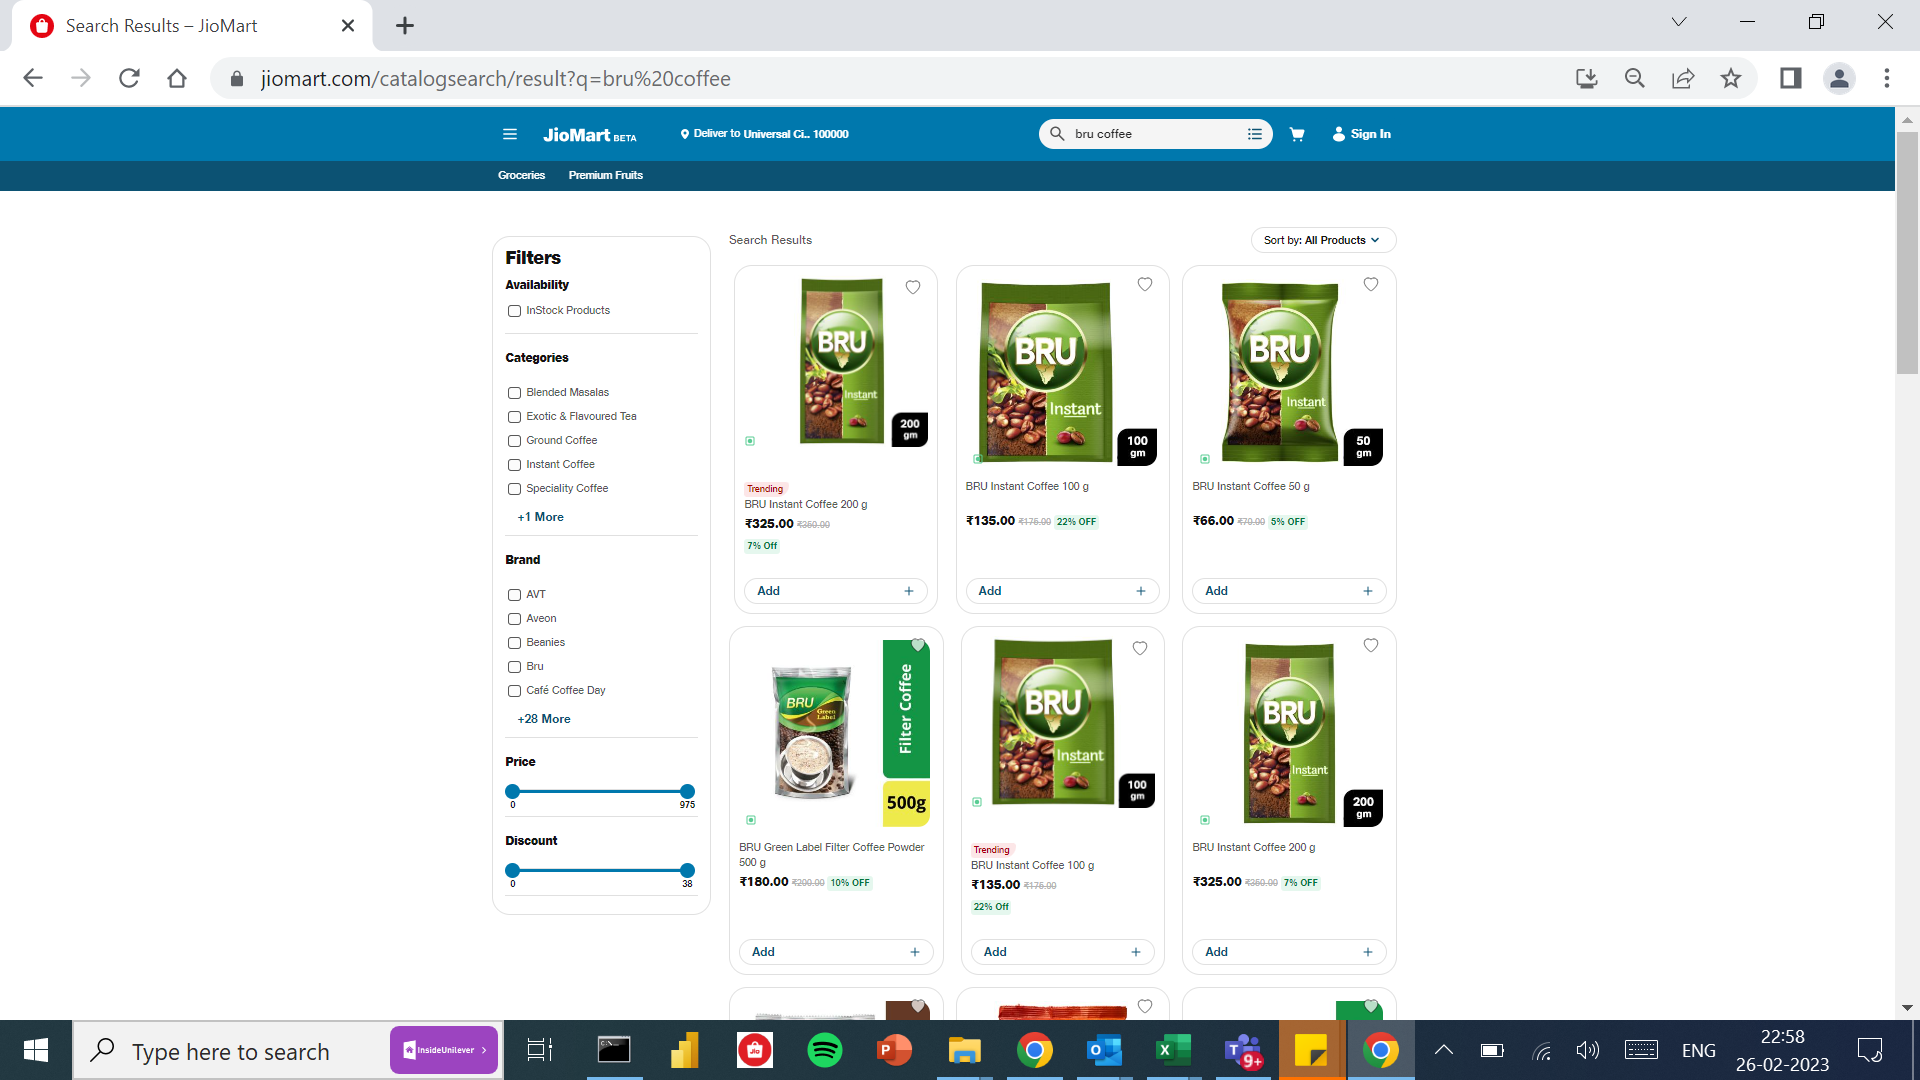 Search Results – JioMart
jiomart.com/catalogsearch/result?q=bru%20coffee
JioMart BETA
Deliver to Universal Ci.. 100000
bru coffee
Sign In
Groceries
Premium Fruits
Filters
Availability
InStock Products
Categories
Blended Masalas
Exotic & Flavoured Tea
Ground Coffee
Instant Coffee
Speciality Coffee
+1 More
Brand
AVT
Aveon
Beanies
Bru
Café Coffee Day
+28 More
Price
0
975
Discount
0
38
Search Results
Sort by: All Products
BRU
Instant
200
gm
Trending
BRU Instant Coffee 200 g
₹325.00 ₹350.00
7% Off
Add +
BRU
Instant
100
gm
BRU Instant Coffee 100 g
₹135.00 ₹175.00 22% OFF
Add +
BRU
Instant
50
gm
BRU Instant Coffee 50 g
₹66.00 ₹70.00 5% OFF
Add +
BRU
Green
Label
Filter Coffee
500g
BRU Green Label Filter Coffee Powder
500 g
₹180.00 ₹200.00 10% OFF
Add +
BRU
Instant
100
gm
Trending
BRU Instant Coffee 100 g
₹135.00 ₹175.00
22% Off
Add +
BRU
Instant
200
gm
BRU Instant Coffee 200 g
₹325.00 ₹350.00 7% OFF
Add +
Type here to search
InsideUnilever
Jio
9+
ENG
22:58
26-02-2023